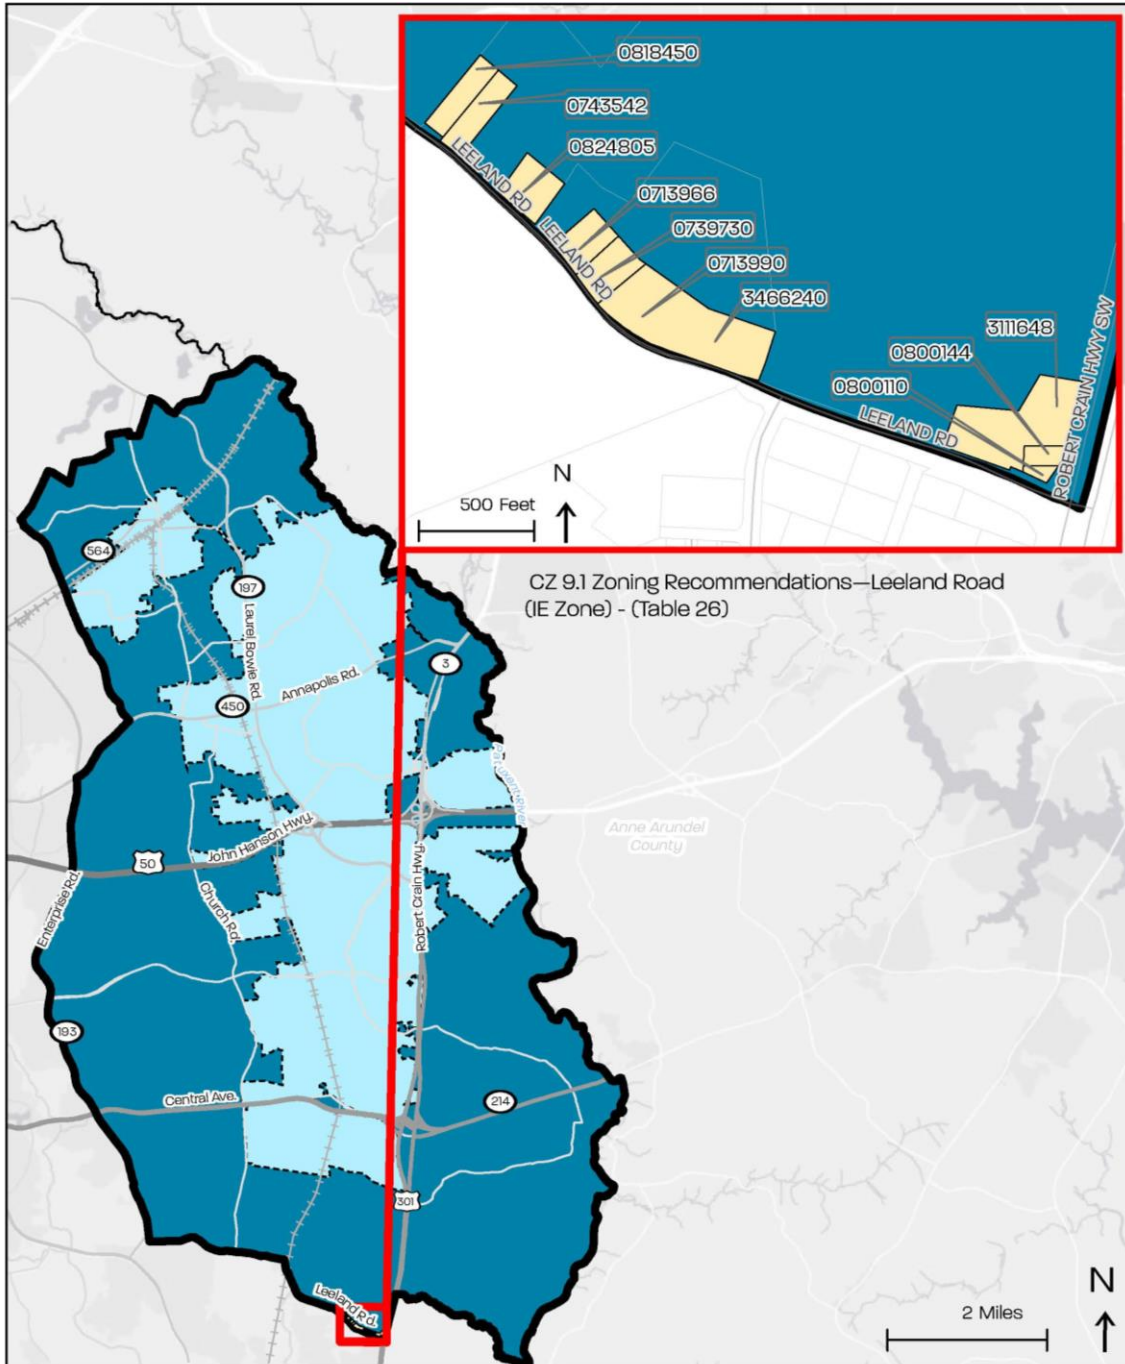 0818450
0743542
0824805
LEELAND RD
0713966
LEELAND RD
0739730
0713990
3466240
3111648
0800144
0800110
LEELAND RD
ROBERT CRAIN HWY SW
500 Feet
N
CZ 9.1 Zoning Recommendations—Leeland Road
(IE Zone) - (Table 26)
564
197
Laurel Bowie Rd.
3
Annapolis Rd.
450
Patuxent River
Anne Arundel
County
John Hanson Hwy.
50
Enterprise Rd.
Church Rd.
Robert Crain Hwy.
193
Central Ave.
214
301
Leeland Rd.
2 Miles
N